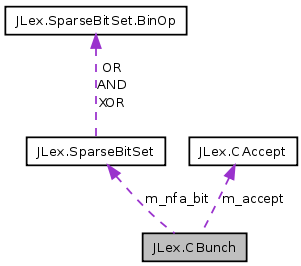 JLex.SparseBitSet.BinOp
OR
AND
XOR
JLex.SparseBitSet
JLex.CAccept
m_nfa_bit
m_accept
JLex.CBunch